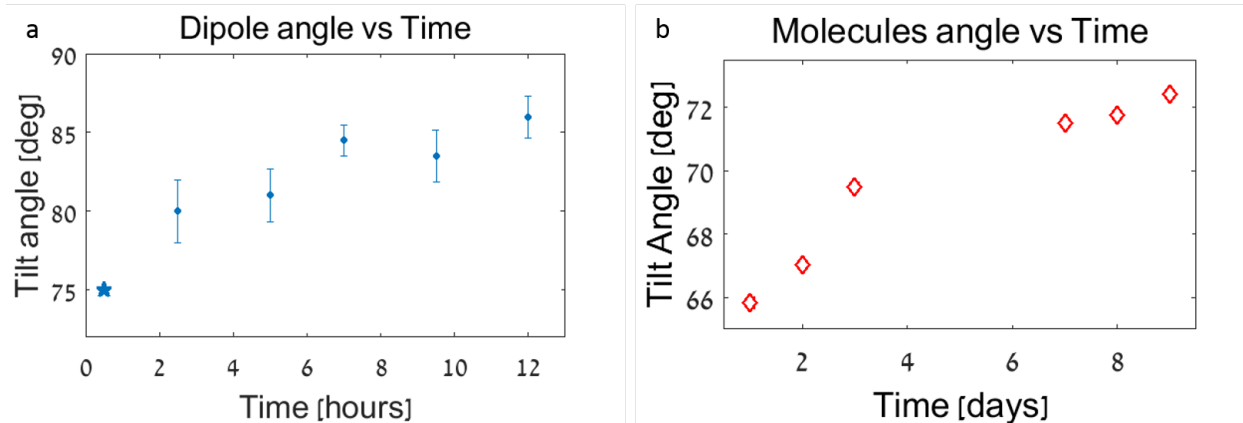 a
Dipole angle vs Time
Tilt angle [deg]
90
85
80
75
0 2 4 6 8 10 12
Time [hours]
b
Molecules angle vs Time
Tilt Angle [deg]
72
70
68
66
2 4 6 8
Time [days]